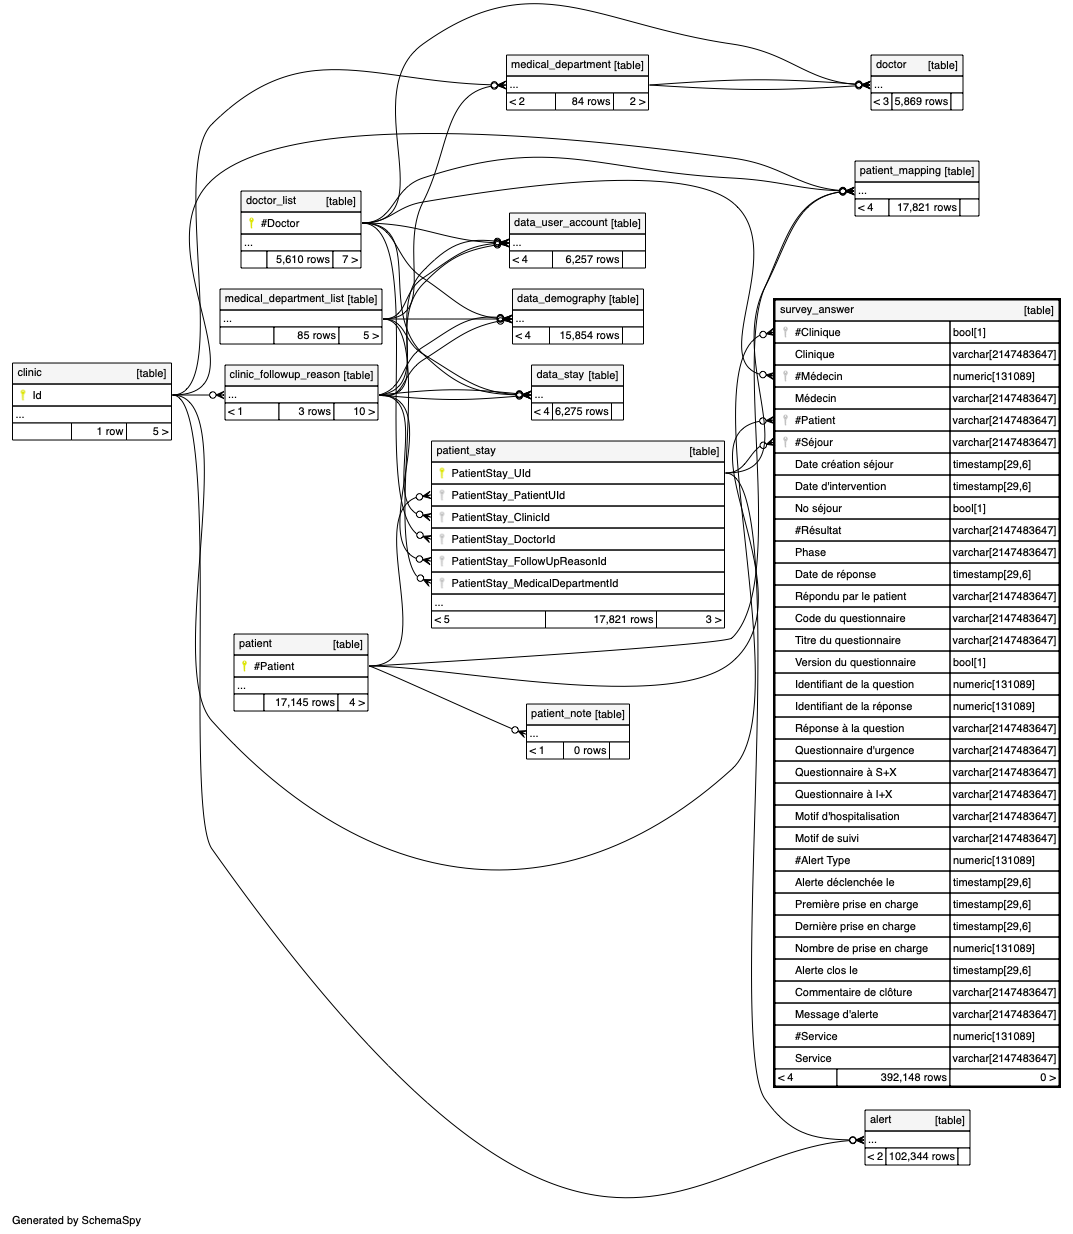 medical_department [table]
...
< 2 84 rows 2 >
doctor [table]
...
< 3 5,869 rows
patient_mapping [table]
...
< 4 17,821 rows
doctor_list [table]
#Doctor
...
5,610 rows 7 >
data_user_account [table]
...
< 4 6,257 rows
medical_department_list [table]
...
85 rows 5 >
data_demography [table]
...
< 4 15,854 rows
clinic [table]
Id
...
1 row 5 >
clinic_followup_reason [table]
...
< 1 3 rows 10 >
data_stay [table]
...
< 4 6,275 rows
patient_stay [table]
PatientStay_UId
PatientStay_PatientUId
PatientStay_ClinicId
PatientStay_DoctorId
PatientStay_FollowUpReasonId
PatientStay_MedicalDepartmentId
...
< 5 17,821 rows 3 >
patient [table]
#Patient
...
17,145 rows 4 >
patient_note [table]
...
< 1 0 rows
survey_answer [table]
#Clinique bool[1]
Clinique varchar[2147483647]
#Médecin numeric[131089]
Médecin varchar[2147483647]
#Patient varchar[2147483647]
#Séjour varchar[2147483647]
Date création séjour timestamp[29,6]
Date d'intervention timestamp[29,6]
No séjour bool[1]
#Résultat varchar[2147483647]
Phase varchar[2147483647]
Date de réponse timestamp[29,6]
Répondu par le patient varchar[2147483647]
Code du questionnaire varchar[2147483647]
Titre du questionnaire varchar[2147483647]
Version du questionnaire bool[1]
Identifiant de la question numeric[131089]
Identifiant de la réponse numeric[131089]
Réponse à la question varchar[2147483647]
Questionnaire d'urgence varchar[2147483647]
Questionnaire à S+X varchar[2147483647]
Questionnaire à I+X varchar[2147483647]
Motif d'hospitalisation varchar[2147483647]
Motif de suivi varchar[2147483647]
#Alert Type numeric[131089]
Alerte déclenchée le timestamp[29,6]
Première prise en charge timestamp[29,6]
Dernière prise en charge timestamp[29,6]
Nombre de prise en charge numeric[131089]
Alerte clos le timestamp[29,6]
Commentaire de clôture varchar[2147483647]
Message d'alerte varchar[2147483647]
#Service numeric[131089]
Service varchar[2147483647]
< 4 392,148 rows 0 >
alert [table]
...
< 2 102,344 rows
Generated by SchemaSpy